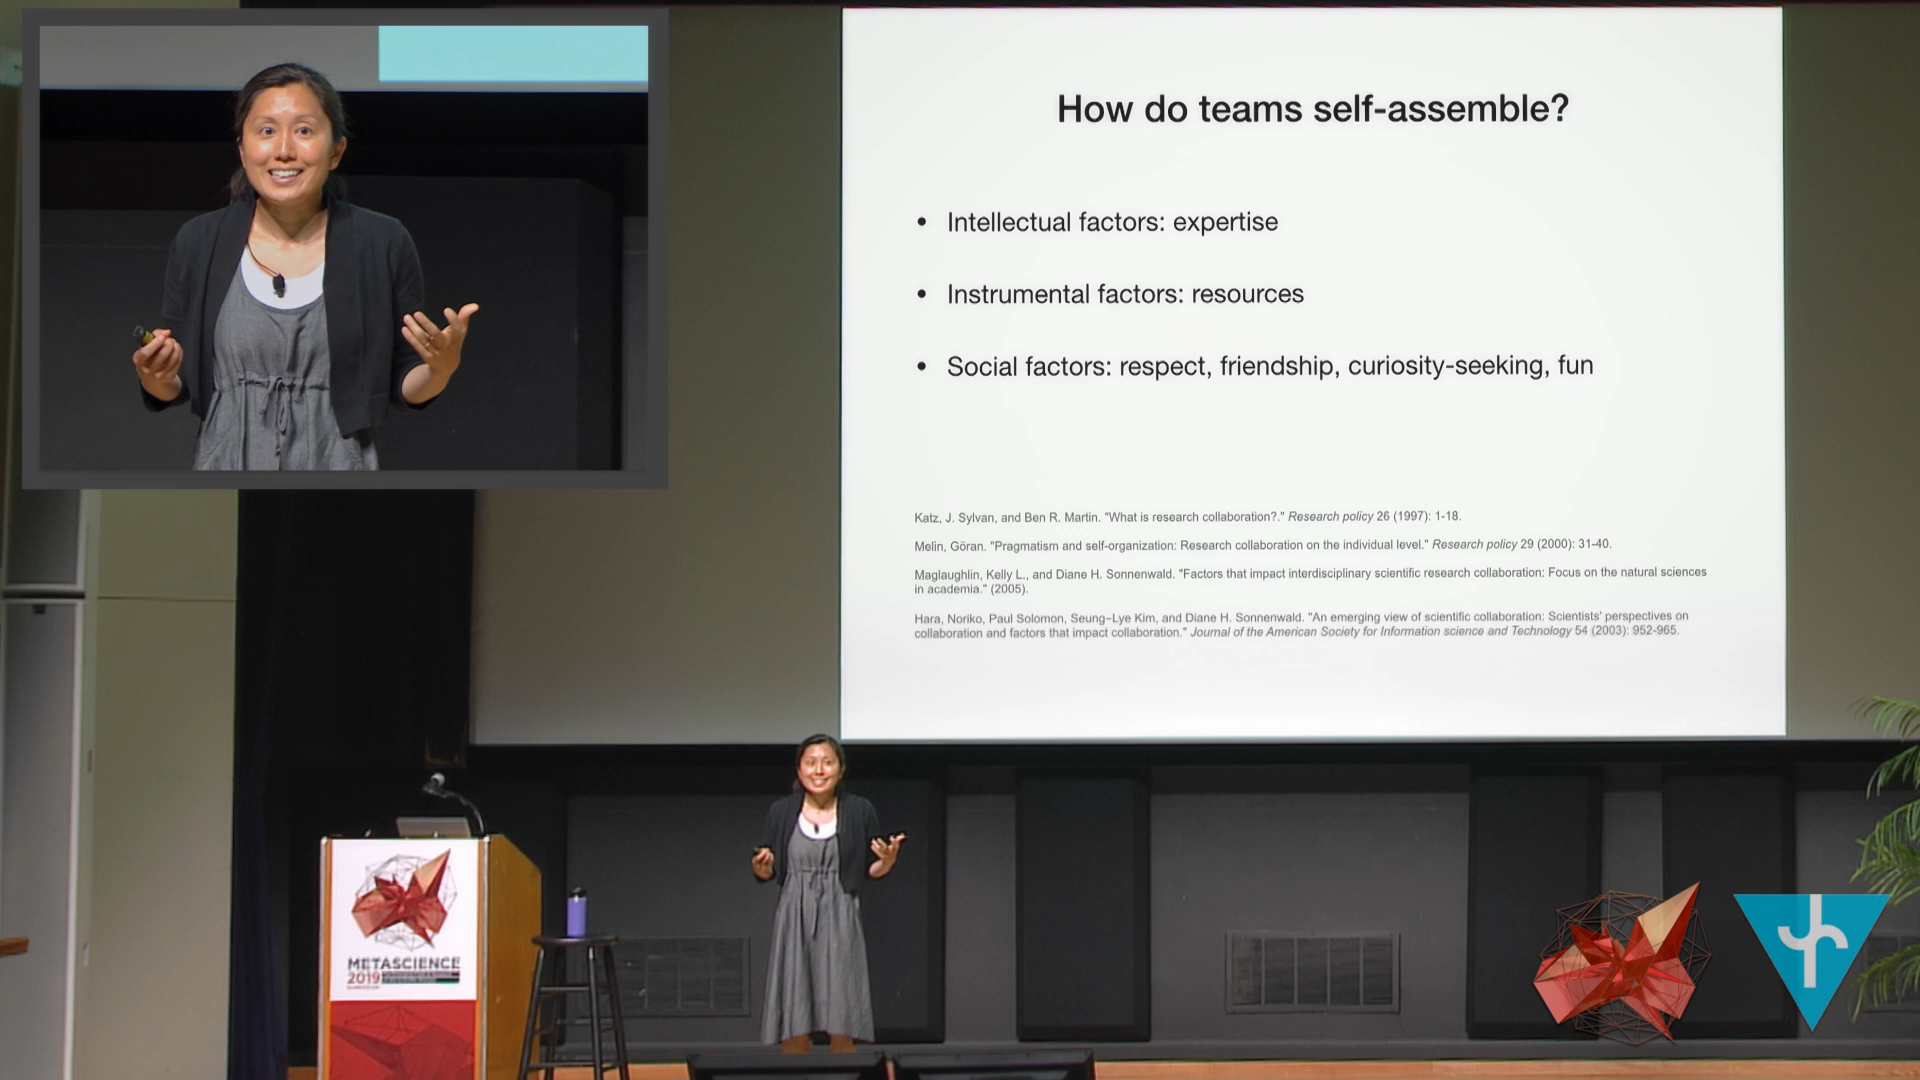 How do teams self-assemble?
• Intellectual factors: expertise
• Instrumental factors: resources
• Social factors: respect, friendship, curiosity-seeking, fun
Katz, J. Sylvan, and Ben R. Martin. "What is research collaboration?." Research policy 26 (1997): 1-18.
Melin, Göran. "Pragmatism and self-organization: Research collaboration on the individual level." Research policy 29 (2000): 31-40.
Maglaughlin, Kelly L., and Diane H. Sonnenwald. "Factors that impact interdisciplinary scientific research collaboration: Focus on the natural sciences
in academia." (2005).
Hara, Noriko, Paul Solomon, Seung-Lye Kim, and Diane H. Sonnenwald. "An emerging view of scientific collaboration: Scientists' perspectives on
collaboration and factors that impact collaboration." Journal of the American Society for Information science and Technology 54 (2003): 952-965.
METASCIENCE
2019